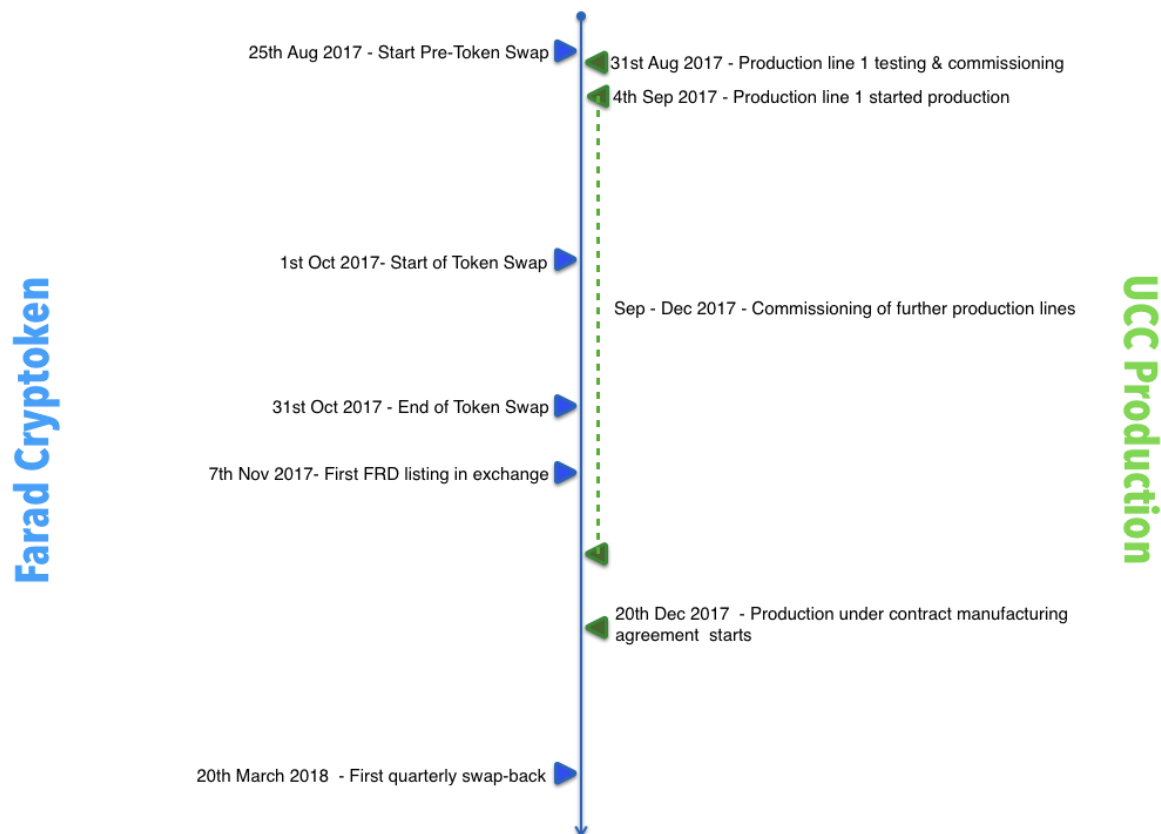 25th Aug 2017 - Start Pre-Token Swap
31st Aug 2017 - Production line 1 testing & commissioning
4th Sep 2017 - Production line 1 started production
1st Oct 2017- Start of Token Swap
Sep - Dec 2017 - Commissioning of further production lines
31st Oct 2017 - End of Token Swap
7th Nov 2017- First FRD listing in exchange
20th Dec 2017  - Production under contract manufacturing
agreement  starts
20th March 2018  - First quarterly swap-back
Farad Cryptoken
UCC Production